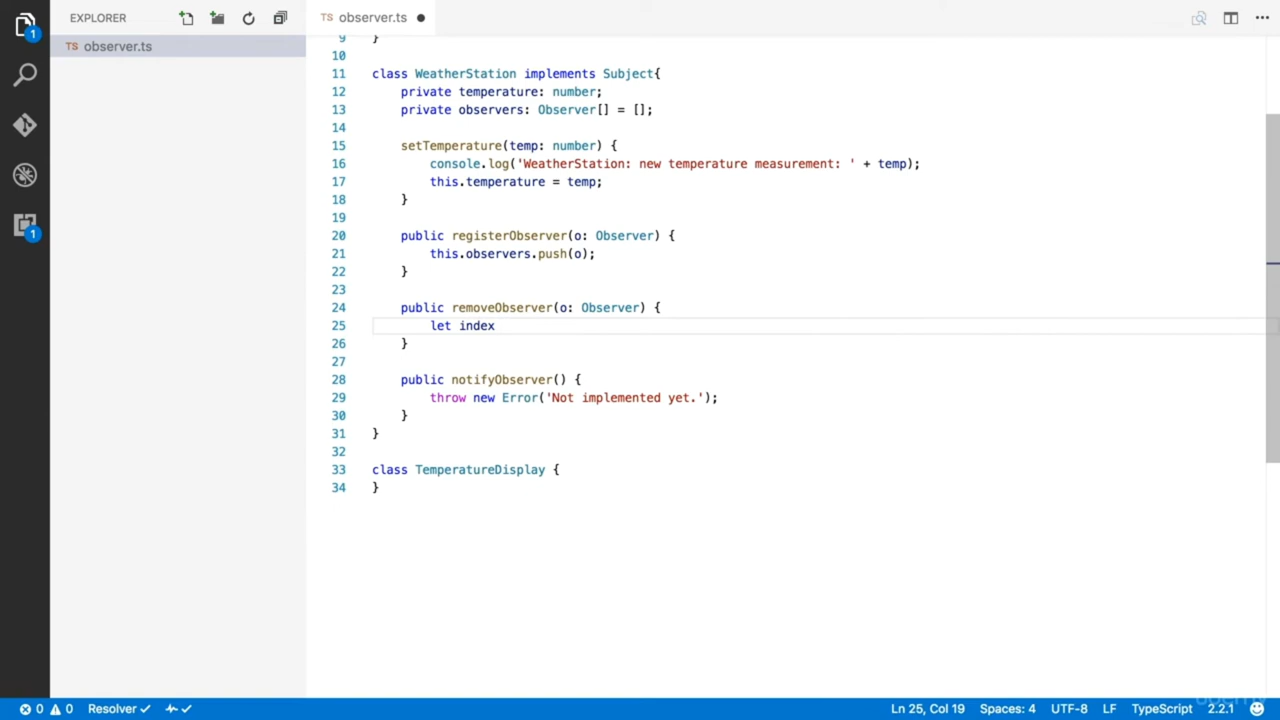 EXPLORER
TS observer.ts
1
TS observer.ts
1
9 }
10
11 class WeatherStation implements Subject{
12 private temperature: number;
13 private observers: Observer[] = [];
14
15 setTemperature(temp: number) {
16 console.log('WeatherStation: new temperature measurement: ' + temp);
17 this.temperature = temp;
18 }
19
20 public registerObserver(o: Observer) {
21 this.observers.push(o);
22 }
23
24 public removeObserver(o: Observer) {
25 let index
26 }
27
28 public notifyObserver() {
29 throw new Error('Not implemented yet.');
30 }
31 }
32
33 class TemperatureDisplay {
34 }
0 0 Resolver Ln 25, Col 19 Spaces: 4 UTF-8 LF TypeScript 2.2.1